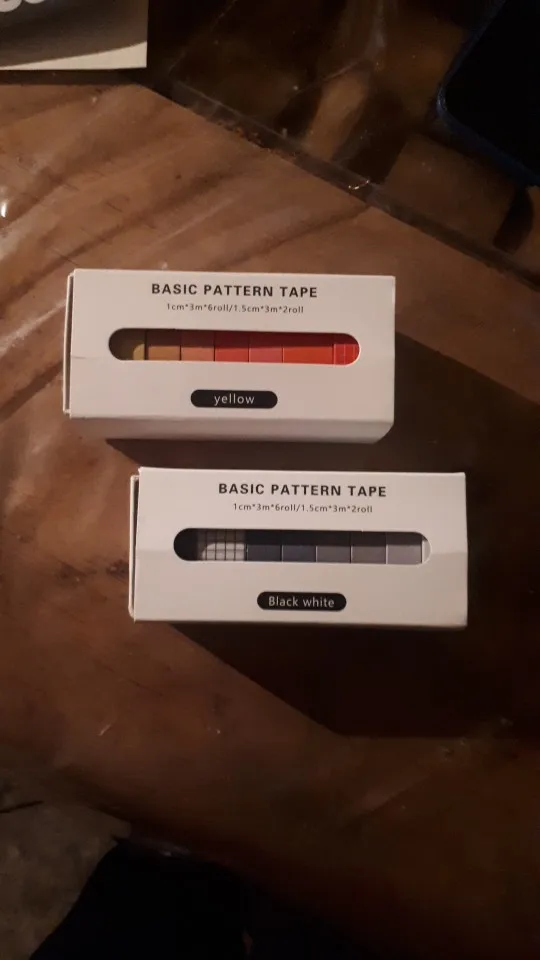 BASIC PATTERN TAPE
1cm*3m*6roll/1.5cm*3m*2roll
yellow
BASIC PATTERN TAPE
1cm*3m*6roll/1.5cm*3m*2roll
Black white